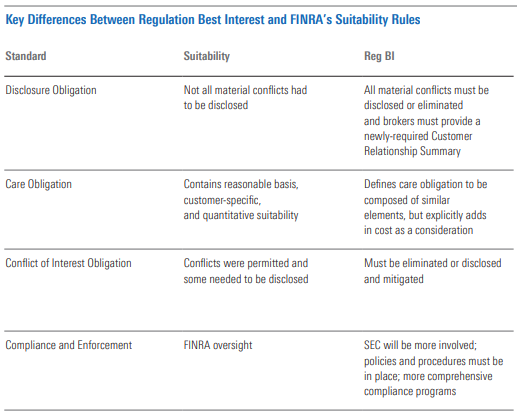 Key Differences Between Regulation Best Interest and FINRA's Suitability Rules
Standard
Suitability
Reg BI
Disclosure Obligation
Not all material conflicts had
to be disclosed
All material conflicts must be
disclosed or eliminated
and brokers must provide a
newly-required Customer
Relationship Summary
Care Obligation
Contains reasonable basis,
customer-specific,
and quantitative suitability
Defines care obligation to be
composed of similar
elements, but explicitly adds
in cost as a consideration
Conflict of Interest Obligation
Conflicts were permitted and
some needed to be disclosed
Must be eliminated or disclosed
and mitigated
Compliance and Enforcement
FINRA oversight
SEC will be more involved;
policies and procedures must be
in place; more comprehensive
compliance programs